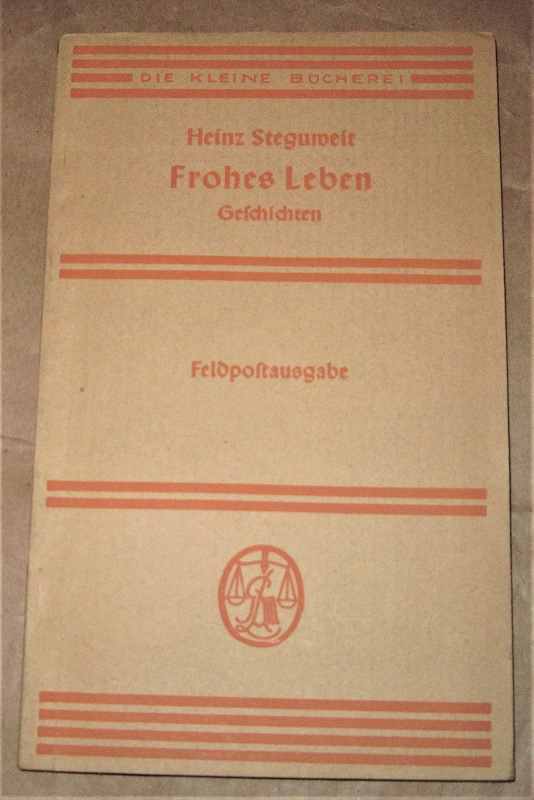 DIE KLEINE BÜCHEREI
Heinz Steguweit
Frohes Leben
Geſchichten
Feldpoſtausgabe